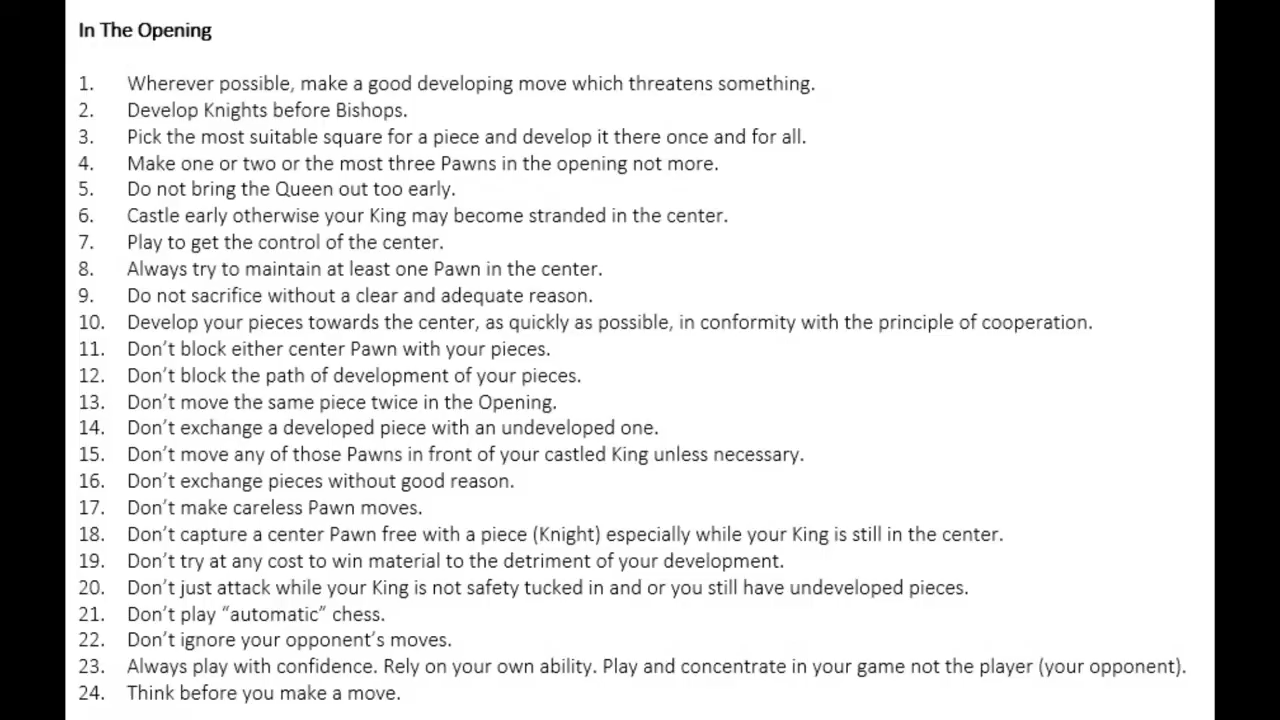 In The Opening
1. Wherever possible, make a good developing move which threatens something.
2. Develop Knights before Bishops.
3. Pick the most suitable square for a piece and develop it there once and for all.
4. Make one or two or the most three Pawns in the opening not more.
5. Do not bring the Queen out too early.
6. Castle early otherwise your King may become stranded in the center.
7. Play to get the control of the center.
8. Always try to maintain at least one Pawn in the center.
9. Do not sacrifice without a clear and adequate reason.
10. Develop your pieces towards the center, as quickly as possible, in conformity with the principle of cooperation.
11. Don’t block either center Pawn with your pieces.
12. Don’t block the path of development of your pieces.
13. Don’t move the same piece twice in the Opening.
14. Don’t exchange a developed piece with an undeveloped one.
15. Don’t move any of those Pawns in front of your castled King unless necessary.
16. Don’t exchange pieces without good reason.
17. Don’t make careless Pawn moves.
18. Don’t capture a center Pawn free with a piece (Knight) especially while your King is still in the center.
19. Don’t try at any cost to win material to the detriment of your development.
20. Don’t just attack while your King is not safety tucked in and or you still have undeveloped pieces.
21. Don’t play “automatic” chess.
22. Don’t ignore your opponent’s moves.
23. Always play with confidence. Rely on your own ability. Play and concentrate in your game not the player (your opponent).
24. Think before you make a move.